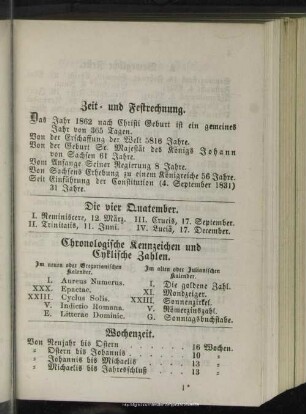 Zeit- und Festrechnung.
Das Jahr 1862 nach Christi Geburt ist ein gemeines
Jahr von 365 Tagen.
Von der Erschaffung der Welt 5816 Jahre.
Von der Geburt Sr. Majestät des Königs Johann
von Sachsen 61 Jahre.
Vom Anfange Seiner Regierung 8 Jahre.
Von Sachsens Erhebung zu einem Königreiche 56 Jahre.
Seit Einführung der Constitution (4. September 1831)
31 Jahre.
Die vier Quatember.
I. Reminiscere, 12. März. III. Crucis, 17. September.
II. Trinitatis, 11. Juni. IV. Luciä, 17. December.
Chronologische Kennzeichen und
Cyklische Zahlen.
Im neuen oder Gregorianischen Kalender.
I. Aureus Numerus.
XXX. Epactae.
XXIII. Cyclus Solis.
V. Indictio Romana.
E. Litterae Dominic.
Im alten oder Julianischen Kalender.
I. Die goldene Zahl.
XI. Mondzeiger.
XXIII. Sonnenzirkel.
V. Römerzinszahl.
G. Sonntagsbuchstabe.
Wochenzeit.
Von Neujahr bis Ostern . . . . 16 Wochen.
" Ostern bis Johannis . . . . 10 "
" Johannis bis Michaelis . . . . 13 "
" Michaelis bis Jahresschluß . . . . 13 "
1*